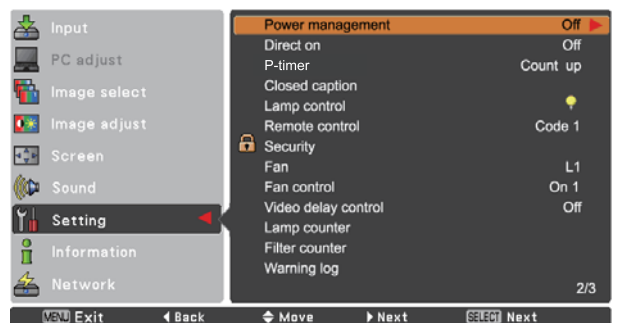 Input
PC adjust
Image select
Image adjust
Screen
Sound
Setting
Information
Network
Power management Off
Direct on Off
P-timer Count up
Closed caption
Lamp control
Remote control Code 1
Security
Fan L1
Fan control On 1
Video delay control Off
Lamp counter
Filter counter
Warning log
2/3
MENU Exit Back Move Next SELECT Next